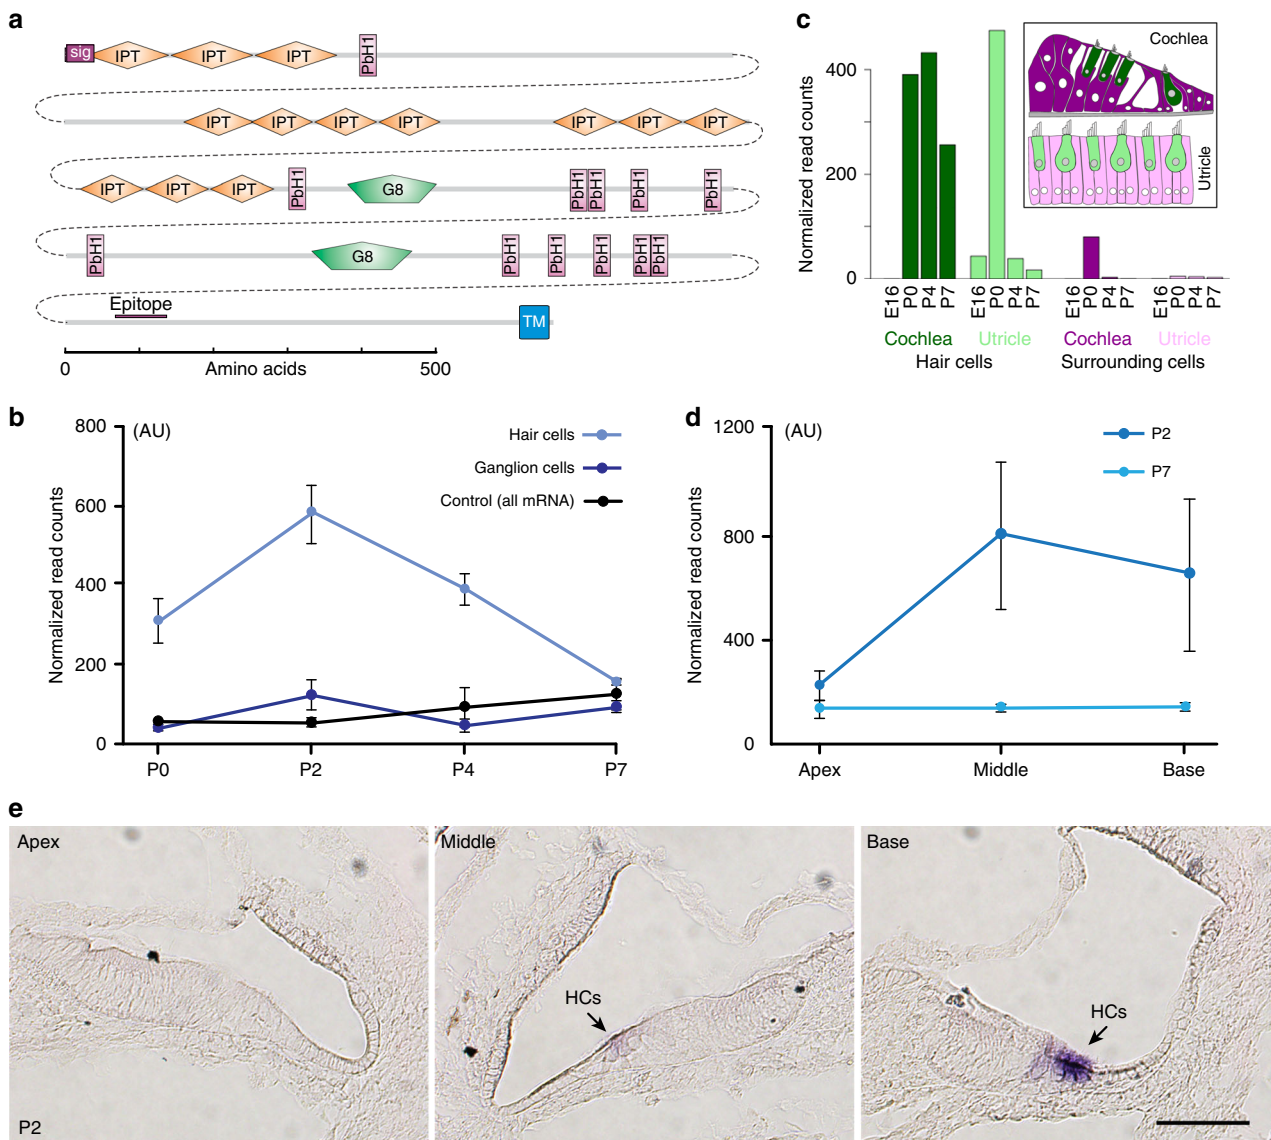 a
sig IPT IPT IPT PbH1
IPT IPT IPT IPT IPT IPT IPT
IPT IPT IPT PbH1 G8 PbH1 PbH1 PbH1 PbH1
PbH1 G8 PbH1 PbH1 PbH1 PbH1 PbH1
Epitope
TM
0 Amino acids 500
c
Normalized read counts
400
200
0
Cochlea
Utricle
E16 P0 P4 P7 E16 P0 P4 P7 E16 P0 P4 P7 E16 P0 P4 P7
Cochlea Utricle Cochlea Utricle
Hair cells Surrounding cells
b
(AU)
Normalized read counts
800
600
400
200
0
Hair cells
Ganglion cells
Control (all mRNA)
P0 P2 P4 P7
d
(AU)
Normalized read counts
1200
800
400
0
P2
P7
Apex Middle Base
e
Apex
P2
Middle
HCs
Base
HCs